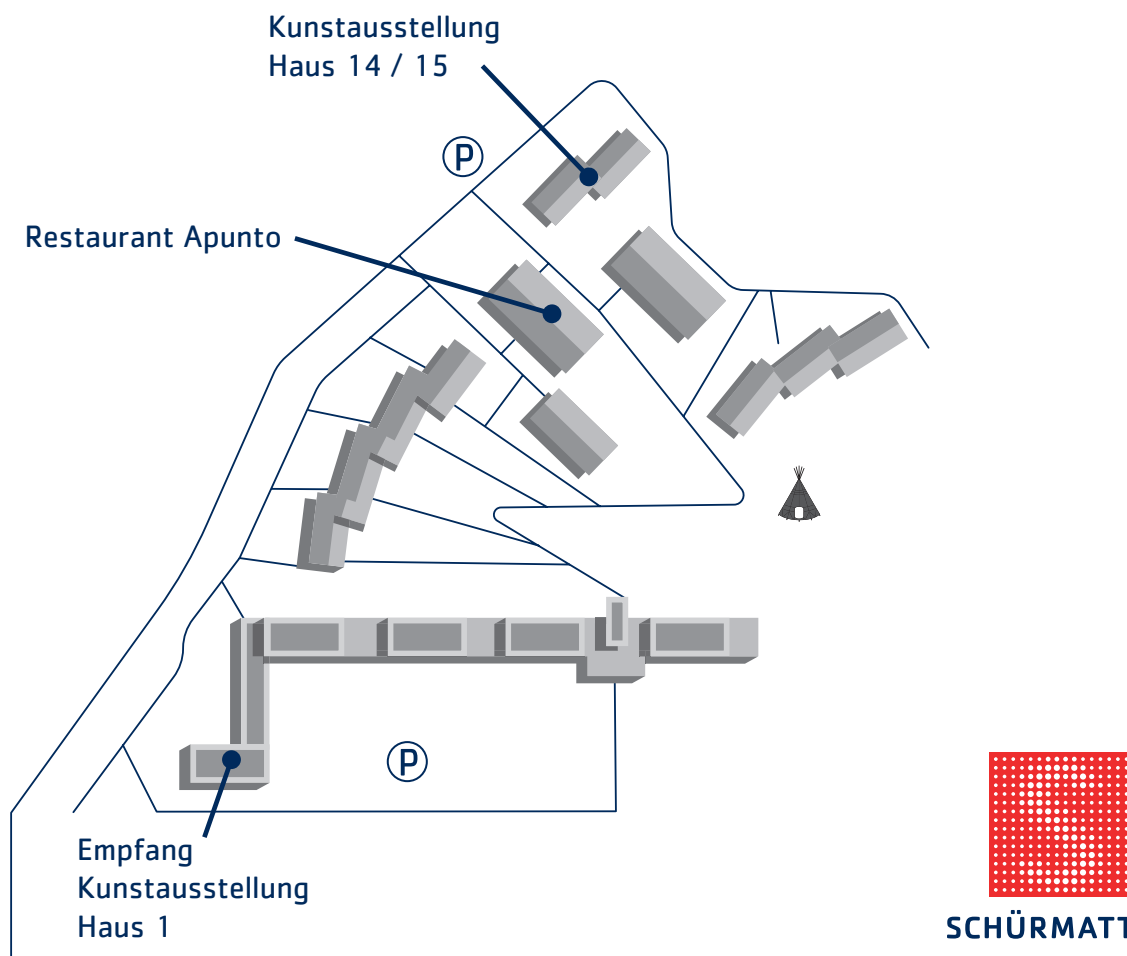 Kunstausstellung
Haus 14 / 15
P
Restaurant Apunto
P
Empfang
Kunstausstellung
Haus 1
SCHÜRMATT